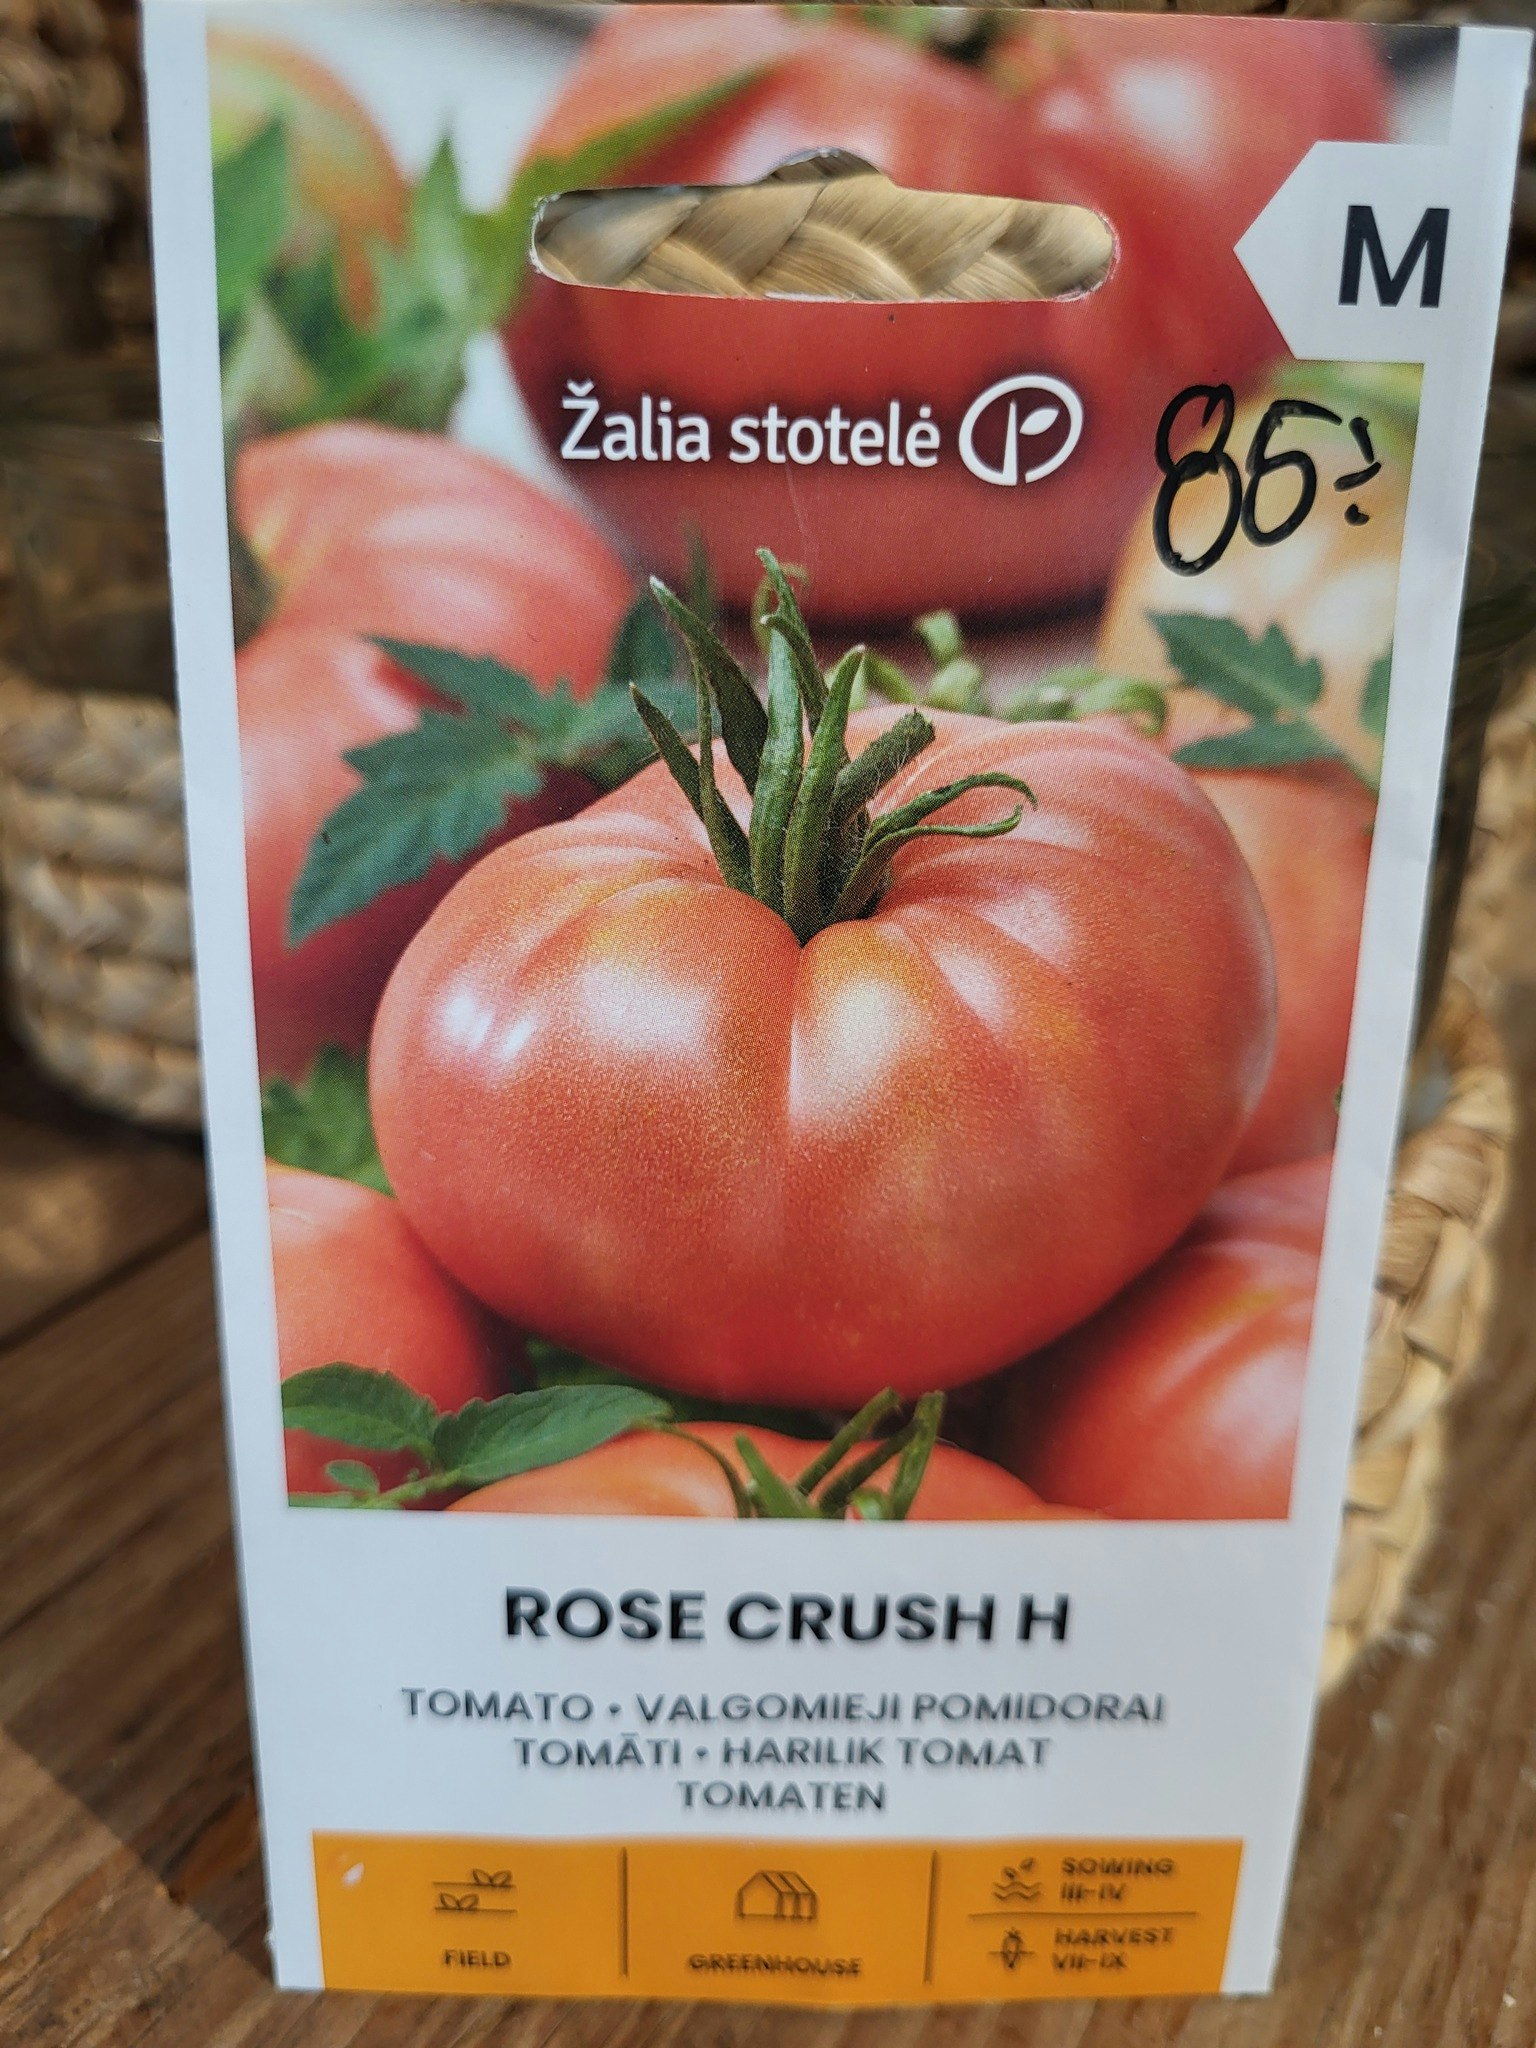 M
Žalia stotelė
85:-
ROSE CRUSH H
TOMATO • VALGOMIEJI POMIDORAI
TOMĀTI • HARILIK TOMAT
TOMATEN
FIELD
GREENHOUSE
SOWING
III-IV
HARVEST
VII-IX